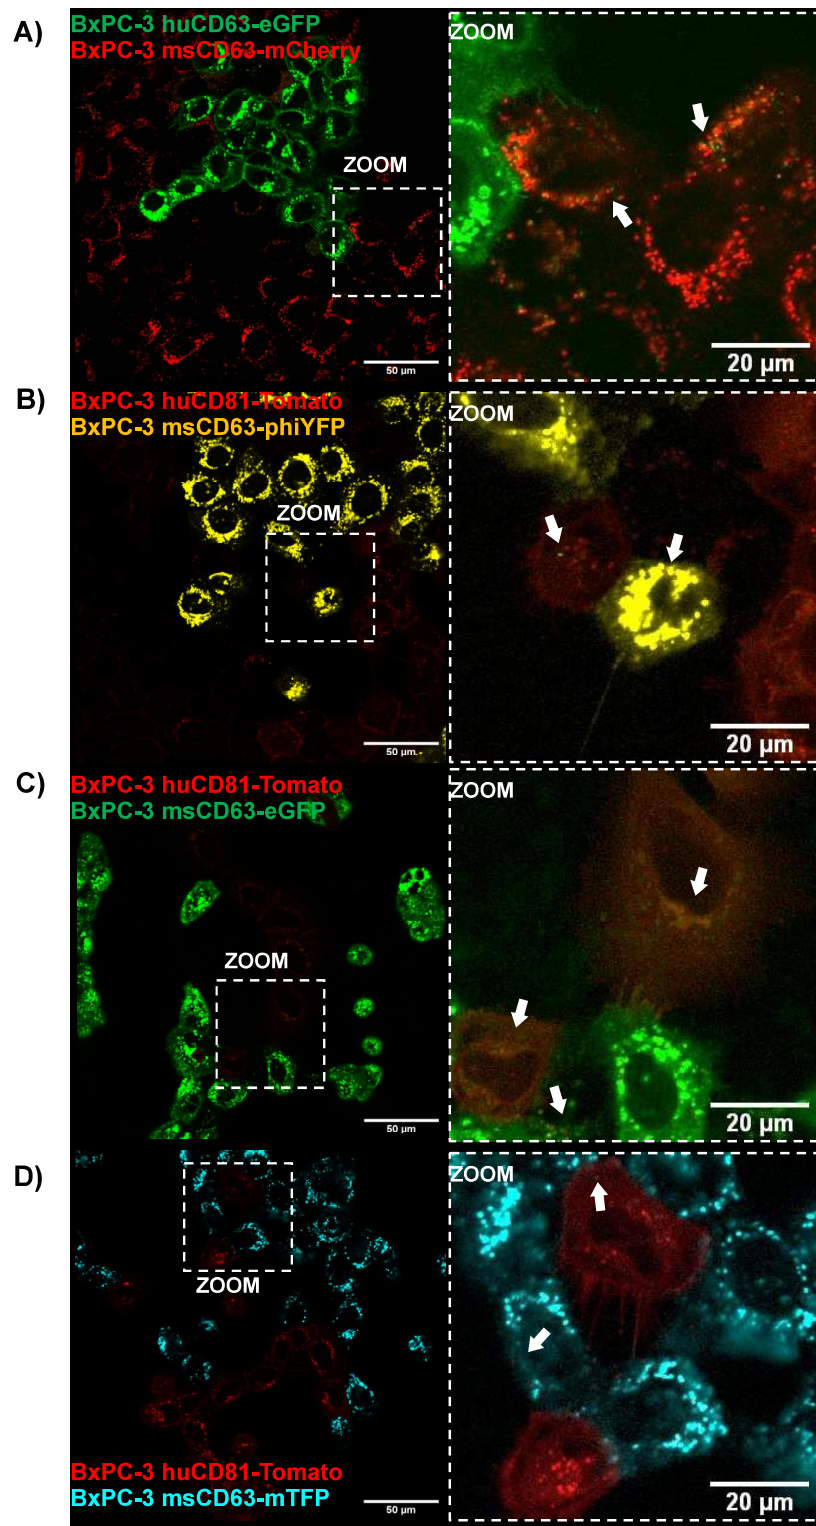 A)
BxPC-3 huCD63-eGFP
BxPC-3 msCD63-mCherry
ZOOM
50 µm
ZOOM
20 µm
B)
BxPC-3 huCD81-Tomato
BxPC-3 msCD63-phiYFP
ZOOM
50 µm
ZOOM
20 µm
C)
BxPC-3 huCD81-Tomato
BxPC-3 msCD63-eGFP
ZOOM
50 µm
ZOOM
20 µm
D)
ZOOM
BxPC-3 huCD81-Tomato
BxPC-3 msCD63-mTFP
50 µm
ZOOM
20 µm